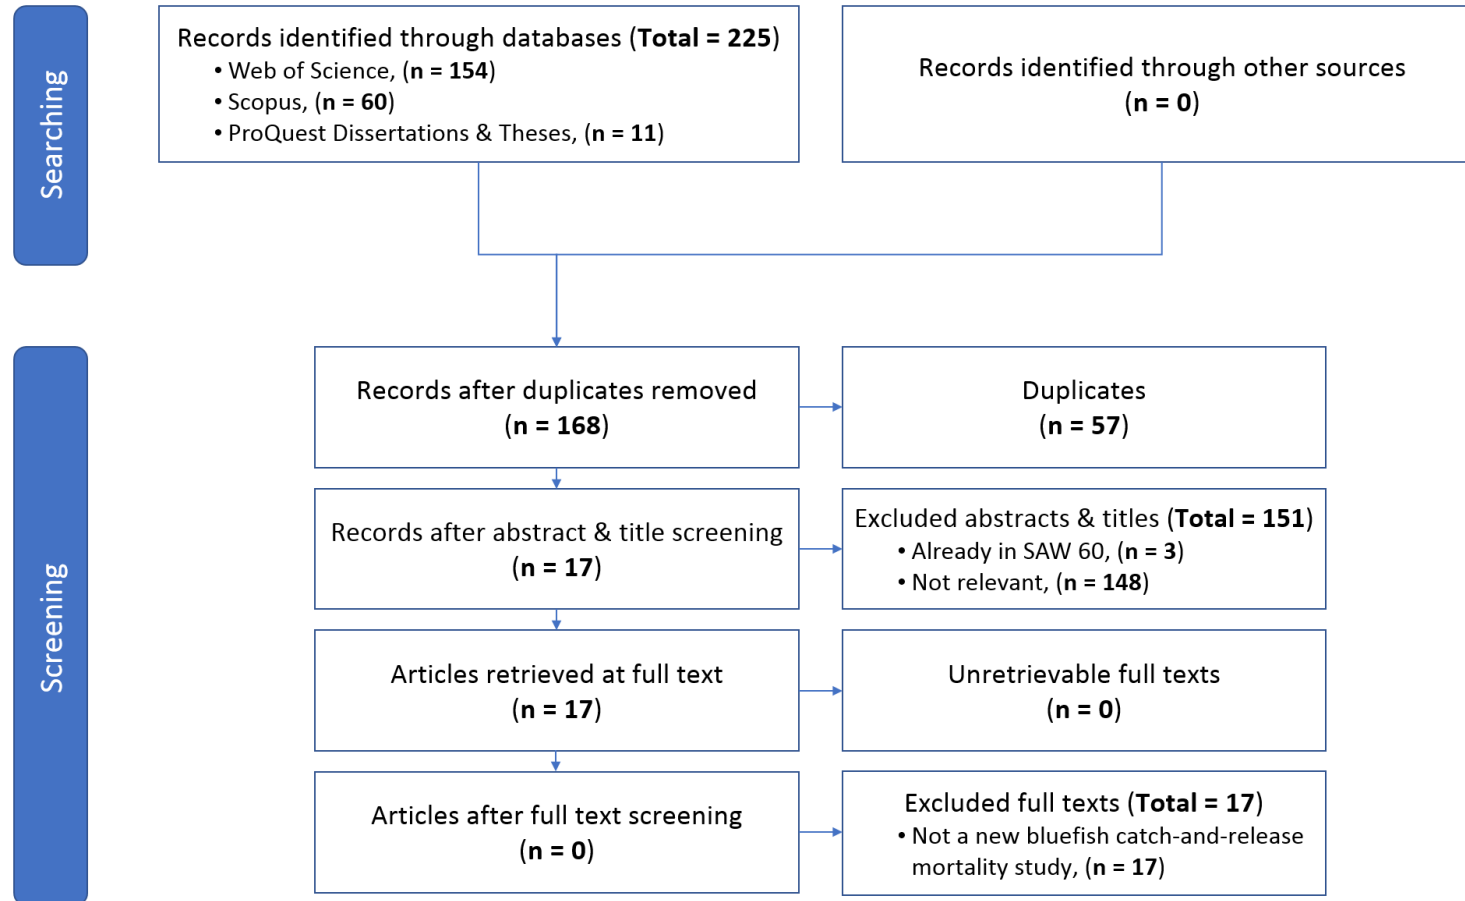 Searching
Records identified through databases (Total = 225)
• Web of Science, (n = 154)
• Scopus, (n = 60)
• ProQuest Dissertations & Theses, (n = 11)
Records identified through other sources
(n = 0)
Screening
Records after duplicates removed
(n = 168)
Duplicates
(n = 57)
Records after abstract & title screening
(n = 17)
Excluded abstracts & titles (Total = 151)
• Already in SAW 60, (n = 3)
• Not relevant, (n = 148)
Articles retrieved at full text
(n = 17)
Unretrievable full texts
(n = 0)
Articles after full text screening
(n = 0)
Excluded full texts (Total = 17)
• Not a new bluefish catch-and-release
mortality study, (n = 17)